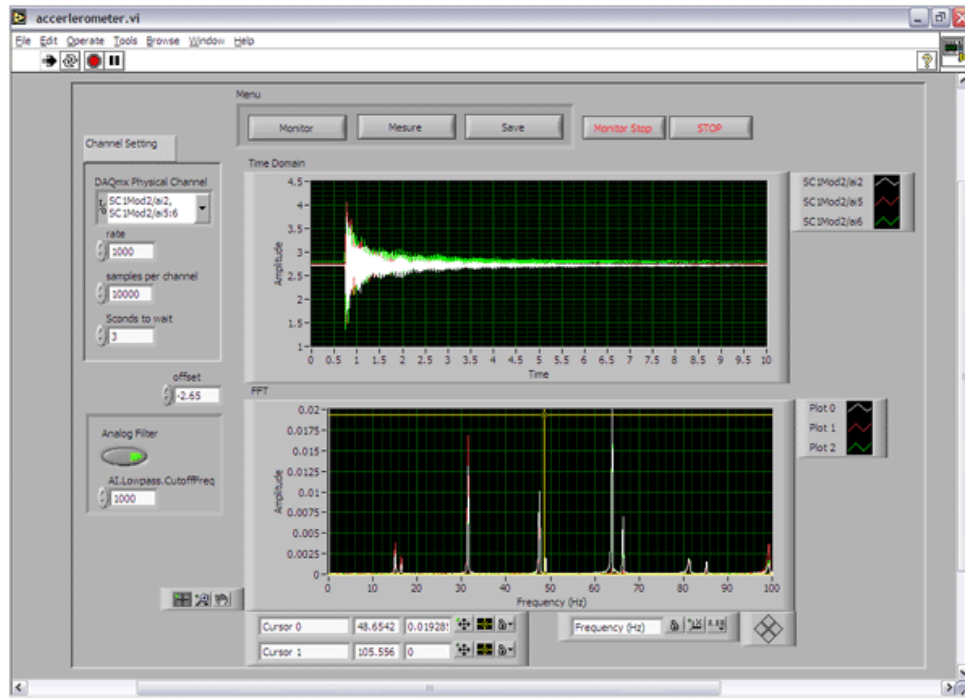 accerlerometer.vi
File Edit Operate Tools Browse Window Help
Menu
Monitor Mesure Save Monitor Stop STOP
Channel Setting
DAQmx Physical Channel
SC1Mod2/ai2,
SC1Mod2/ai5:6
rate
1000
samples per channel
10000
Sconds to wait
3
offset
-2.65
Analog Filter
AI.Lowpass.CutoffFreq
1000
Time Domain
4.5
4
3.5
3
2.5
2
1.5
1
Amplitude
0 0.5 1 1.5 2 2.5 3 3.5 4 4.5 5 5.5 6 6.5 7 7.5 8 8.5 9 9.5 10
Time
SC1Mod2/ai2
SC1Mod2/ai5
SC1Mod2/ai6
FFT
0.02
0.0175
0.015
0.0125
0.01
0.0075
0.005
0.0025
0
Amplitude
0 10 20 30 40 50 60 70 80 90 100
Frequency (Hz)
Plot 0
Plot 1
Plot 2
Cursor 0 48.6542
Cursor 1 105.556 0
Frequency (Hz)